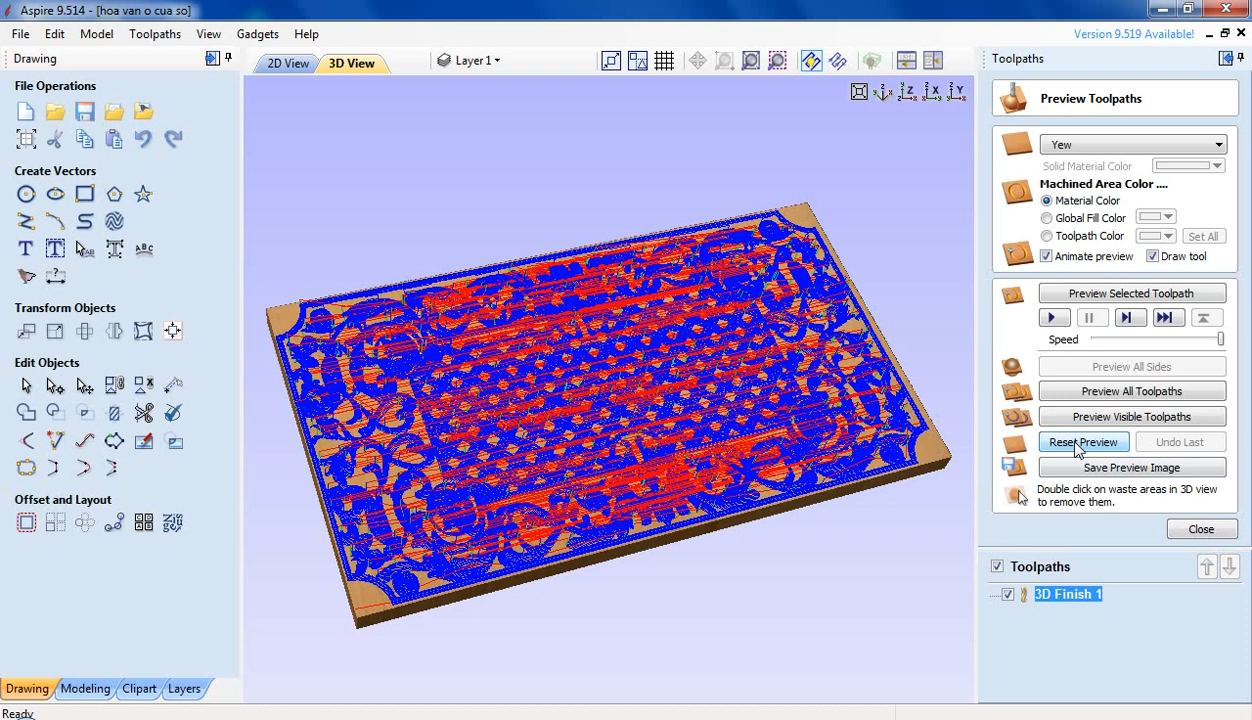 Aspire 9.514 - [hoa van o cua so]
File Edit Model Toolpaths View Gadgets Help
Version 9.519 Available!
Drawing
2D View 3D View
Layer 1
Toolpaths
File Operations
Create Vectors
Transform Objects
Edit Objects
Offset and Layout
Drawing Modeling Clipart Layers
Ready
Preview Toolpaths
Yew
Solid Material Color
Machined Area Color ....
Material Color
Global Fill Color
Toolpath Color Set All
Animate preview Draw tool
Preview Selected Toolpath
Speed
Preview All Sides
Preview All Toolpaths
Preview Visible Toolpaths
Reset Preview Undo Last
Save Preview Image
Double click on waste areas in 3D view
to remove them.
Close
Toolpaths
3D Finish 1